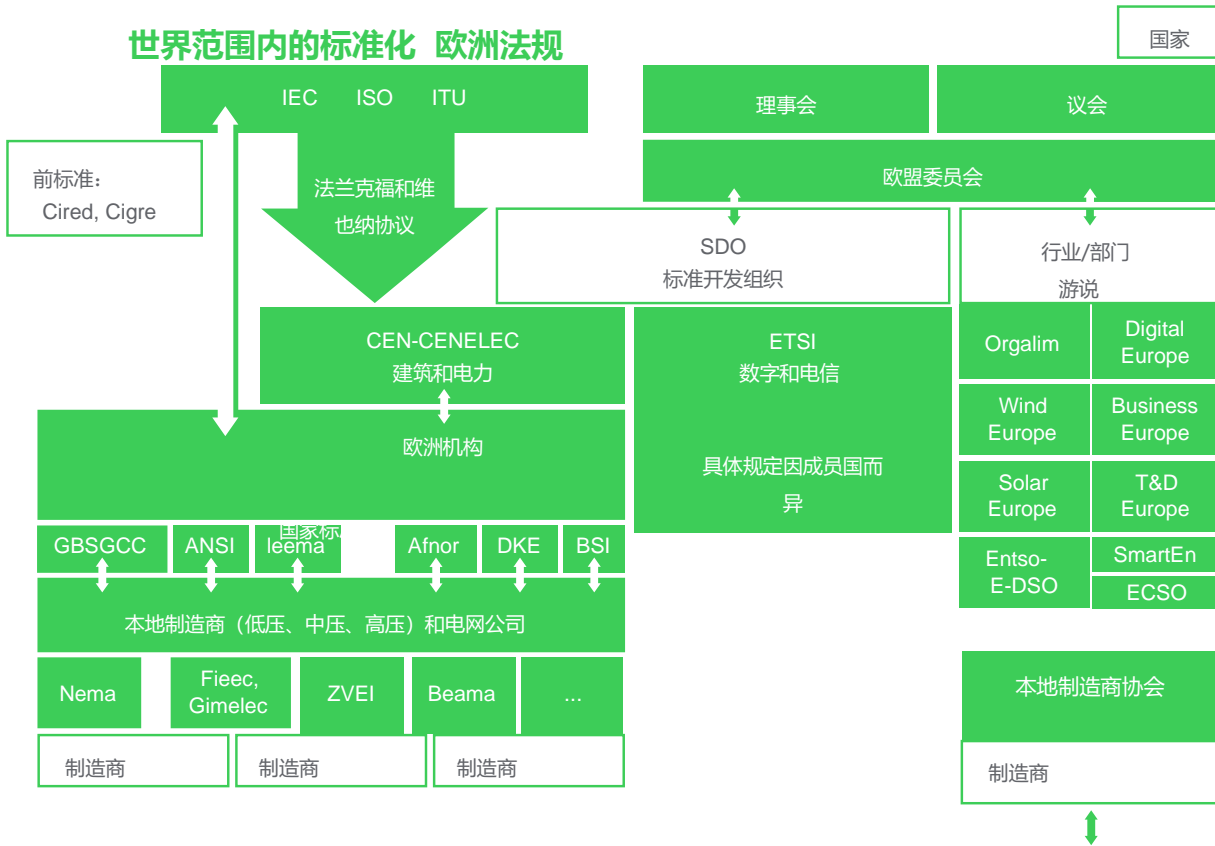 世界范围内的标准化 欧洲法规
国家
IEC ISO ITU
理事会
议会
欧盟委员会
前标准：
Cired, Cigre
法兰克福和维
也纳协议
SDO
标准开发组织
行业/部门
游说
CEN-CENELEC
建筑和电力
ETSI
数字和电信
具体规定因成员国而
异
Orgalim
Digital
Europe
Wind
Europe
Business
Europe
Solar
Europe
T&D
Europe
Entso-
E-DSO
SmartEn
ECSO
欧洲机构
国家标
GBSGCC
ANSI
Ieema
Afnor
DKE
BSI
本地制造商（低压、中压、高压）和电网公司
Nema
Fieec,
Gimelec
ZVEI
Beama
...
制造商
制造商
制造商
本地制造商协会
制造商